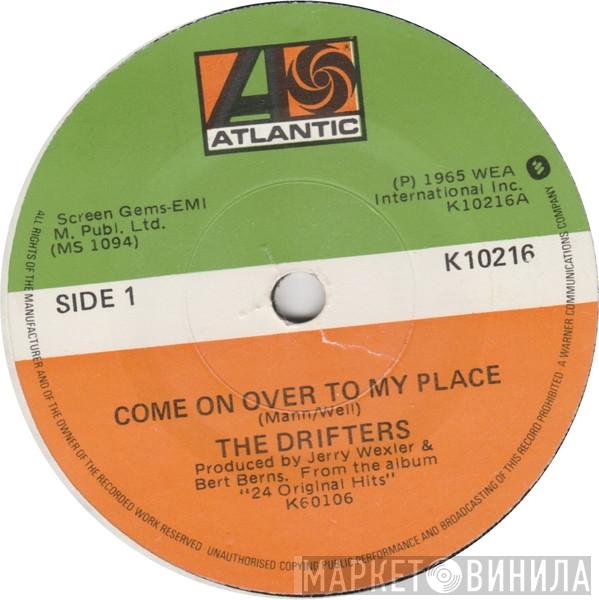 ATLANTIC
Screen Gems-EMI
M. Publ. Ltd.
(MS 1094)
(P) 1965 WEA
International Inc.
K10216A
SIDE 1
K10216
COME ON OVER TO MY PLACE
(Mann/Weil)
THE DRIFTERS
Produced by Jerry Wexler &
Bert Berns. From the album
"24 Original Hits"
K60106
ALL RIGHTS OF THE MANUFACTURER AND OF THE OWNER OF THE RECORDED WORK RESERVED UNAUTHORISED COPYING PUBLIC PERFORMANCE AND BROADCASTING OF THIS RECORD PROHIBITED A WARNER COMMUNICATIONS COMPANY
МАРКЕТОВИНИЛА